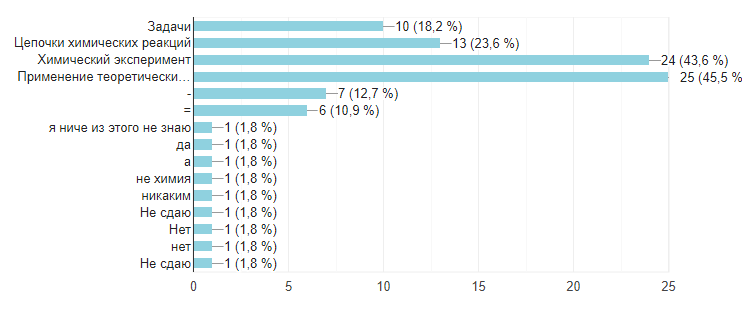 Задачи 10 (18,2 %)
Цепочки химических реакций 13 (23,6 %)
Химический эксперимент 24 (43,6 %)
Применение теоретически… 25 (45,5 %
- 7 (12,7 %)
= 6 (10,9 %)
я ниче из этого не знаю 1 (1,8 %)
да 1 (1,8 %)
а 1 (1,8 %)
не химия 1 (1,8 %)
никаким 1 (1,8 %)
Не сдаю 1 (1,8 %)
Нет 1 (1,8 %)
нет 1 (1,8 %)
Не сдаю 1 (1,8 %)
0 5 10 15 20 25